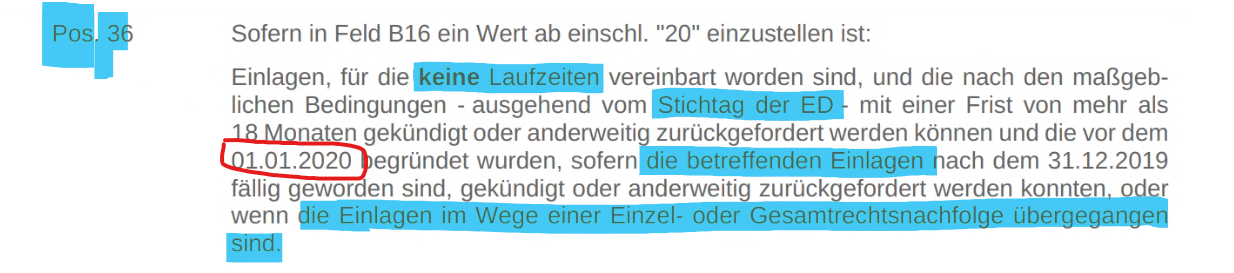 Pos. 36 Sofern in Feld B16 ein Wert ab einschl. "20" einzustellen ist:
Einlagen, für die keine Laufzeiten vereinbart worden sind, und die nach den maßgeb-
lichen Bedingungen - ausgehend vom Stichtag der ED - mit einer Frist von mehr als
18 Monaten gekündigt oder anderweitig zurückgefordert werden können und die vor dem
01.01.2020 begründet wurden, sofern die betreffenden Einlagen nach dem 31.12.2019
fällig geworden sind, gekündigt oder anderweitig zurückgefordert werden konnten, oder
wenn die Einlagen im Wege einer Einzel- oder Gesamtrechtsnachfolge übergegangen
sind.